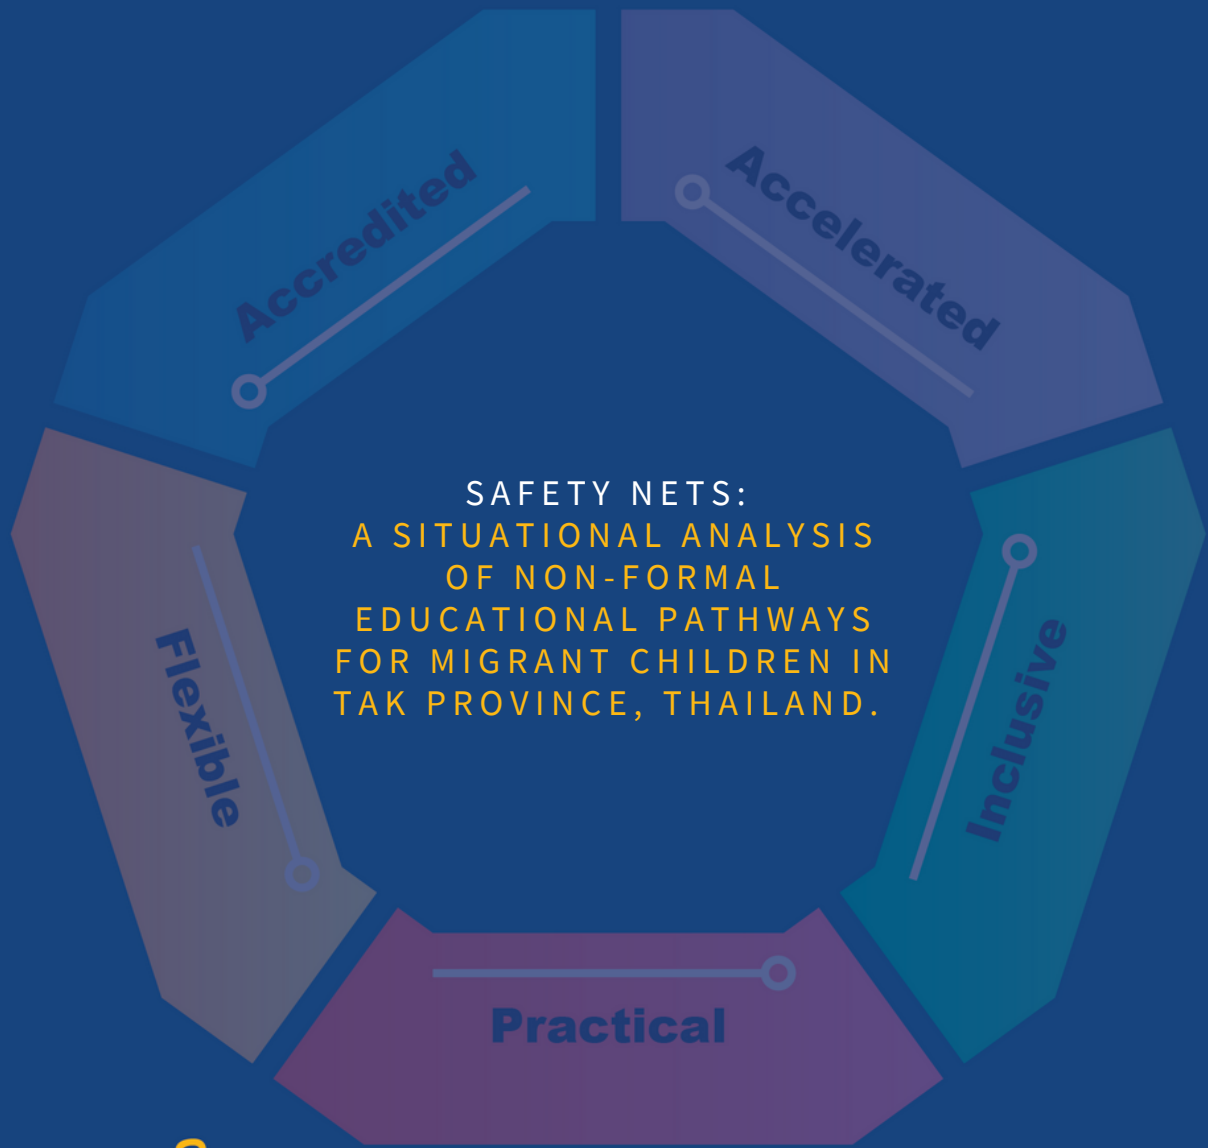 Accredited
Accelerated
SAFETY NETS:
A SITUATIONAL ANALYSIS
OF NON-FORMAL
EDUCATIONAL PATHWAYS
FOR MIGRANT CHILDREN IN
TAK PROVINCE, THAILAND.
Flexible
Inclusive
Practical